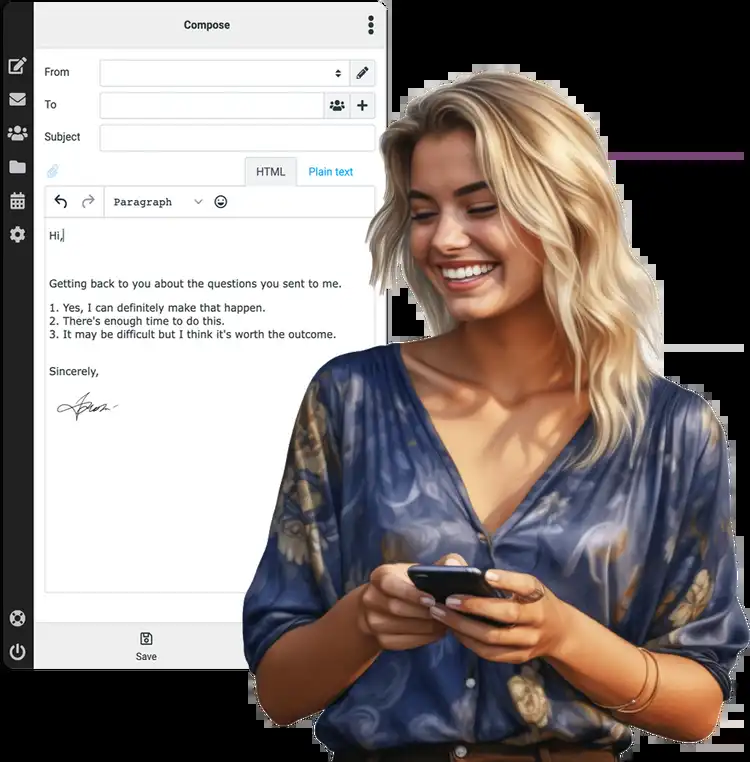 Compose
From
To
Subject
HTML Plain text
Paragraph
Hi,
Getting back to you about the questions you sent to me.
1. Yes, I can definitely make that happen.
2. There's enough time to do this.
3. It may be difficult but I think it's worth the outcome.
Sincerely,
Save